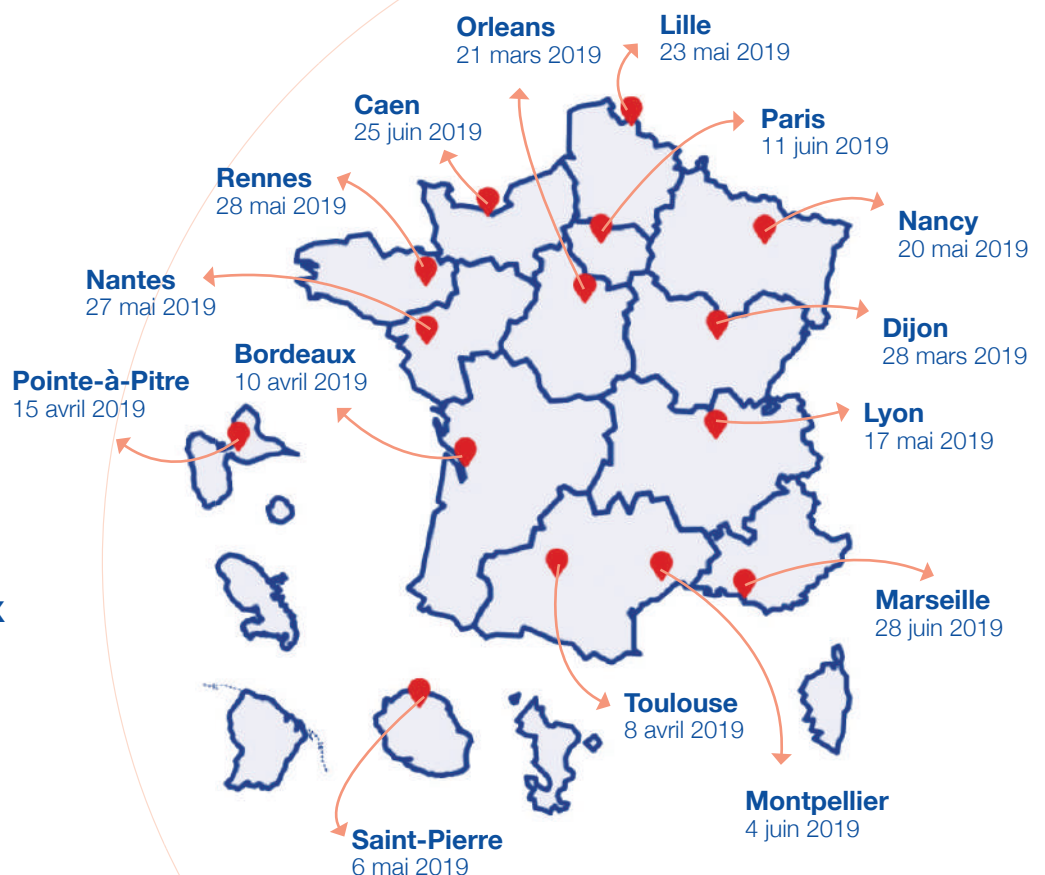 Orleans
21 mars 2019
Lille
23 mai 2019
Caen
25 juin 2019
Paris
11 juin 2019
Rennes
28 mai 2019
Nancy
20 mai 2019
Nantes
27 mai 2019
Dijon
28 mars 2019
Bordeaux
10 avril 2019
Pointe-à-Pitre
15 avril 2019
Lyon
17 mai 2019
Marseille
28 juin 2019
Toulouse
8 avril 2019
Montpellier
4 juin 2019
Saint-Pierre
6 mai 2019